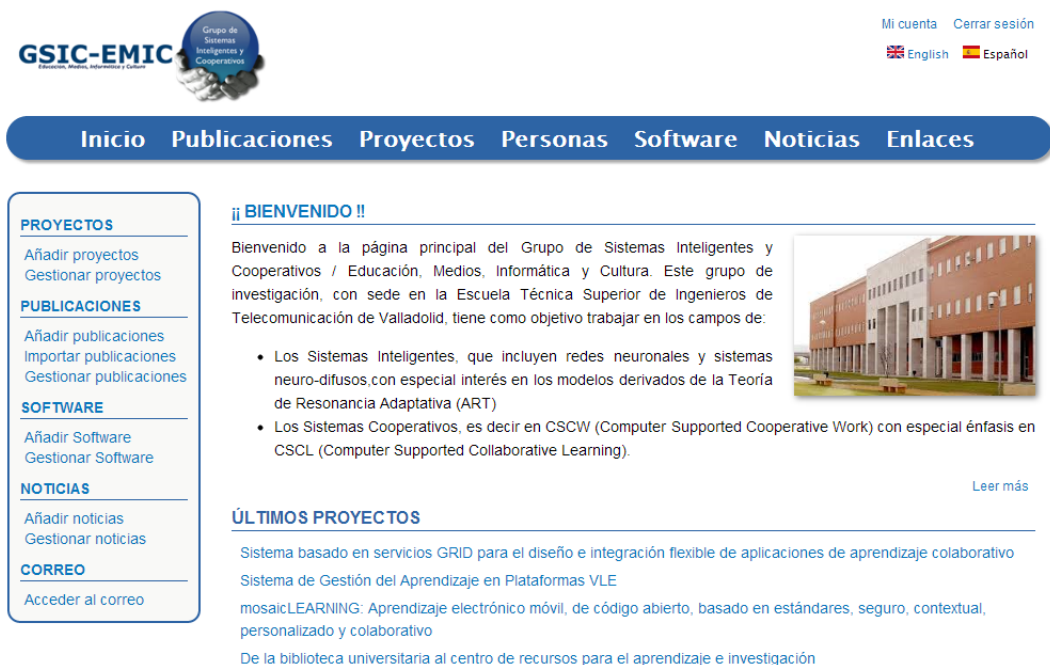 GSIC-EMIC
Educación, Medios, Informática y Cultura
Grupo de
Sistemas
Inteligentes y
Cooperativos
Mi cuenta Cerrar sesión
English Español
Inicio Publicaciones Proyectos Personas Software Noticias Enlaces
PROYECTOS
Añadir proyectos
Gestionar proyectos
PUBLICACIONES
Añadir publicaciones
Importar publicaciones
Gestionar publicaciones
SOFTWARE
Añadir Software
Gestionar Software
NOTICIAS
Añadir noticias
Gestionar noticias
CORREO
Acceder al correo
¡¡ BIENVENIDO !!
Bienvenido a la página principal del Grupo de Sistemas Inteligentes y
Cooperativos / Educación, Medios, Informática y Cultura. Este grupo de
investigación, con sede en la Escuela Técnica Superior de Ingenieros de
Telecomunicación de Valladolid, tiene como objetivo trabajar en los campos de:
• Los Sistemas Inteligentes, que incluyen redes neuronales y sistemas
neuro-difusos,con especial interés en los modelos derivados de la Teoría
de Resonancia Adaptativa (ART)
• Los Sistemas Cooperativos, es decir en CSCW (Computer Supported Cooperative Work) con especial énfasis en
CSCL (Computer Supported Collaborative Learning).
Leer más
ÚLTIMOS PROYECTOS
Sistema basado en servicios GRID para el diseño e integración flexible de aplicaciones de aprendizaje colaborativo
Sistema de Gestión del Aprendizaje en Plataformas VLE
mosaicLEARNING: Aprendizaje electrónico móvil, de código abierto, basado en estándares, seguro, contextual,
personalizado y colaborativo
De la biblioteca universitaria al centro de recursos para el aprendizaje e investigación